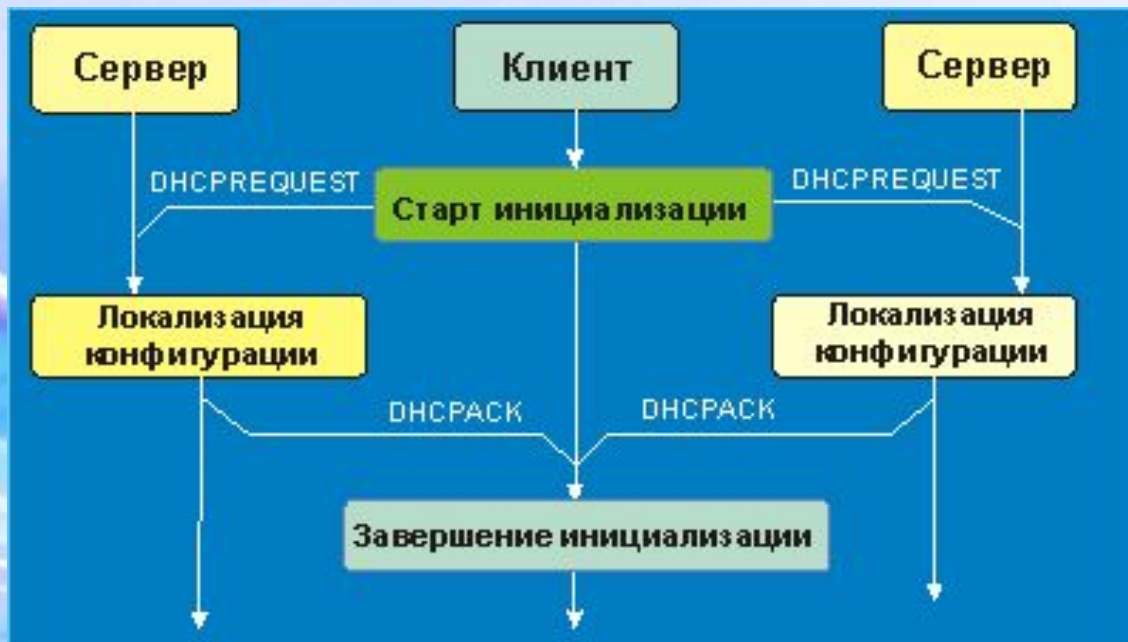 Сервер
Клиент
Сервер
DHCPREQUEST
DHCPREQUEST
Старт инициализации
Локализация
конфигурации
Локализация
конфигурации
DHCPACK
DHCPACK
Завершение инициализации